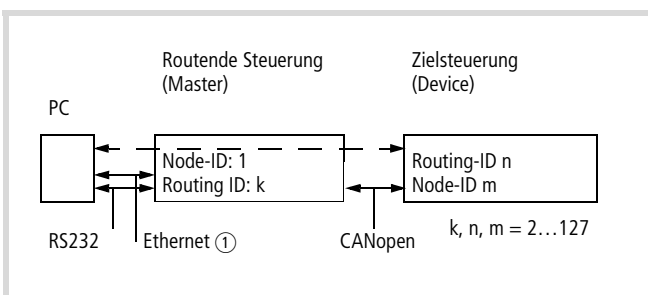 Routende Steuerung
(Master)
Zielsteuerung
(Device)
PC
Node-ID: 1
Routing ID: k
Routing-ID n
Node-ID m
RS232
Ethernet ①
CANopen
k, n, m = 2…127